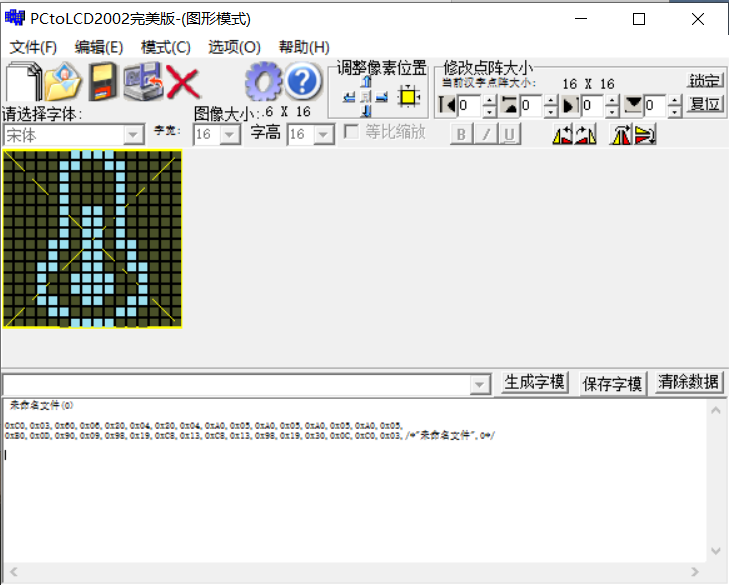 PCtoLCD2002完美版-(图形模式)
文件(F) 编辑(E) 模式(C) 选项(O) 帮助(H)
调整像素位置 修改点阵大小
当前汉字点阵大小: 16 X 16 锁定
0 0 0 0 复位
请选择字体: 图像大小:.6 X 16
宋体 字宽: 16 字高 16 等比缩放 B I U
生成字模 保存字模 清除数据
未命名文件(0)
0xC0, 0x03, 0x60, 0x06, 0x20, 0x04, 0x20, 0x04, 0xA0, 0x05, 0xA0, 0x05, 0xA0, 0x05, 0xA0, 0x05,
0xB0, 0x0D, 0x90, 0x09, 0x98, 0x19, 0xC8, 0x13, 0xC8, 0x13, 0x98, 0x19, 0x30, 0x0C, 0xC0, 0x03, /*"未命名文件", 0*/